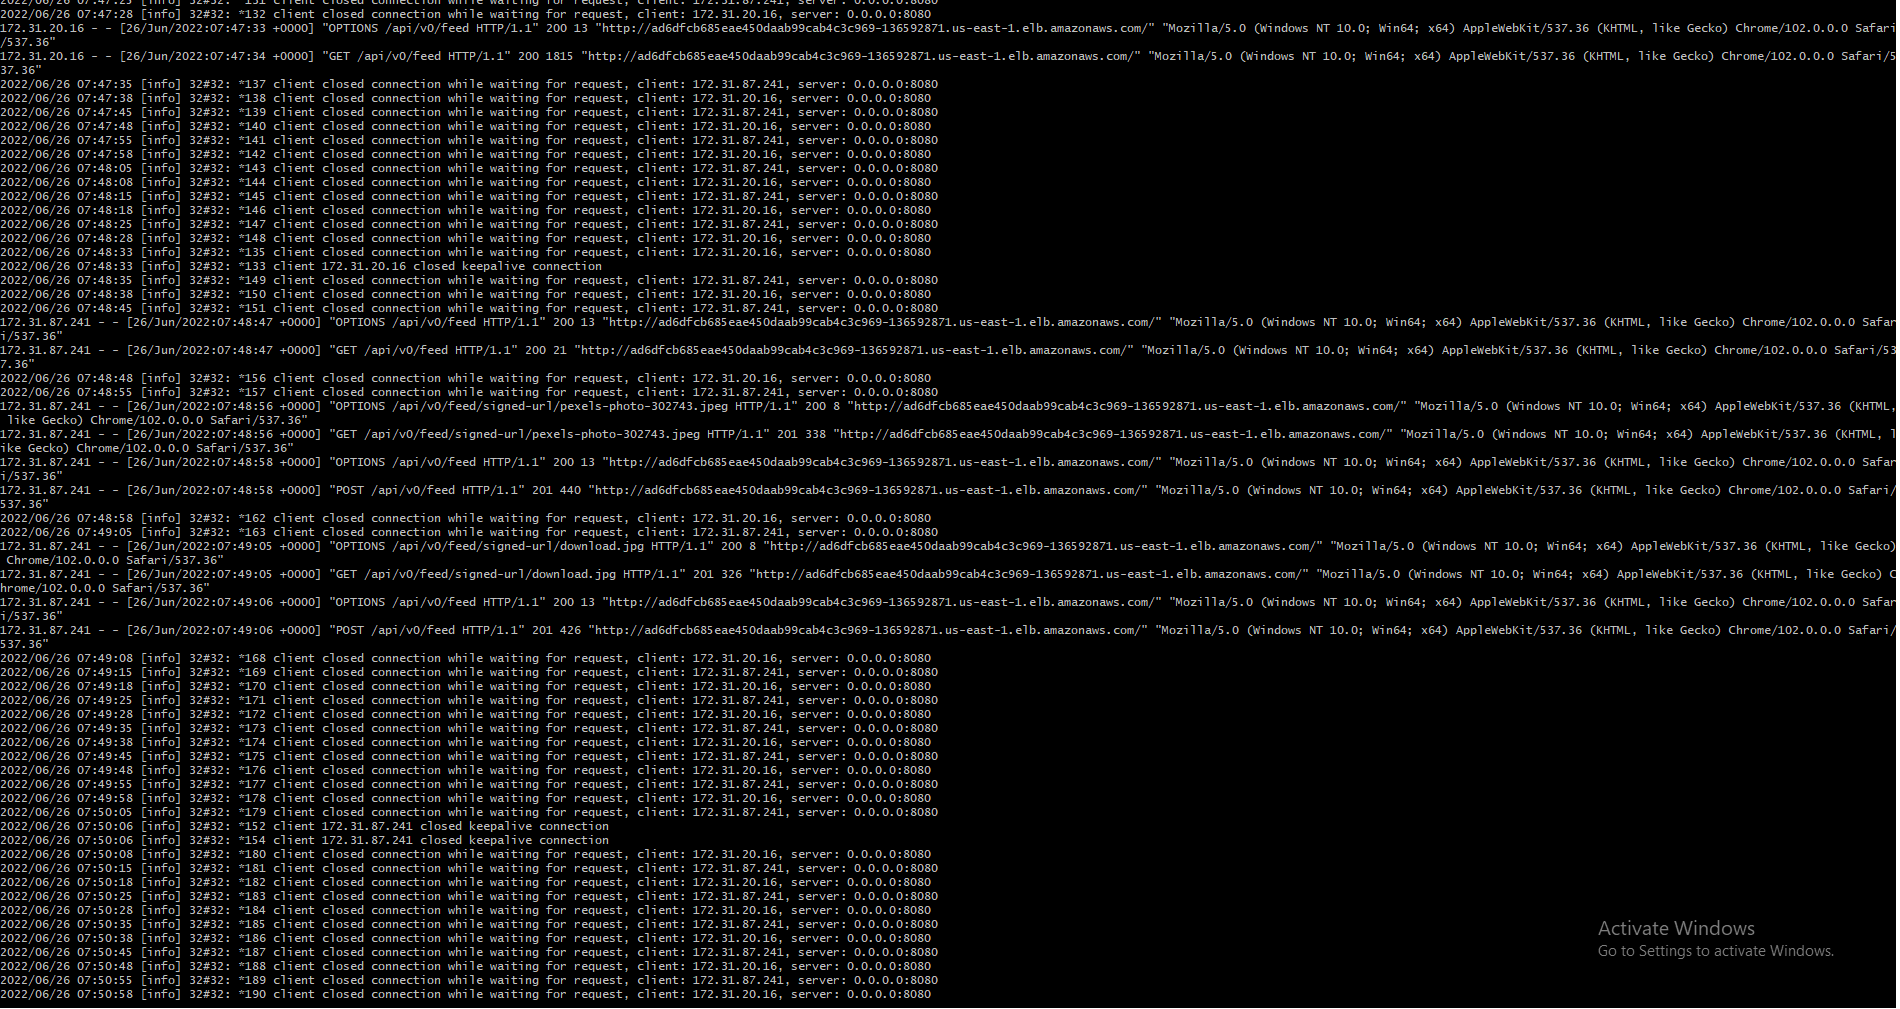 2022/06/26 07:47:25 [info] 32#32: *131 client closed connection while waiting for request, client: 172.31.87.241, server: 0.0.0.0:8080
2022/06/26 07:47:28 [info] 32#32: *132 client closed connection while waiting for request, client: 172.31.20.16, server: 0.0.0.0:8080
172.31.20.16 - - [26/Jun/2022:07:47:33 +0000] "OPTIONS /api/v0/feed HTTP/1.1" 200 13 "http://ad6dfcb685eae450daab99cab4c3c969-136592871.us-east-1.elb.amazonaws.com/" "Mozilla/5.0 (Windows NT 10.0; Win64; x64) AppleWebKit/537.36 (KHTML, like Gecko) Chrome/102.0.0.0 Safari
/537.36"
172.31.20.16 - - [26/Jun/2022:07:47:34 +0000] "GET /api/v0/feed HTTP/1.1" 200 1815 "http://ad6dfcb685eae450daab99cab4c3c969-136592871.us-east-1.elb.amazonaws.com/" "Mozilla/5.0 (Windows NT 10.0; Win64; x64) AppleWebKit/537.36 (KHTML, like Gecko) Chrome/102.0.0.0 Safari/5
37.36"
2022/06/26 07:47:35 [info] 32#32: *137 client closed connection while waiting for request, client: 172.31.87.241, server: 0.0.0.0:8080
2022/06/26 07:47:38 [info] 32#32: *138 client closed connection while waiting for request, client: 172.31.20.16, server: 0.0.0.0:8080
2022/06/26 07:47:45 [info] 32#32: *139 client closed connection while waiting for request, client: 172.31.87.241, server: 0.0.0.0:8080
2022/06/26 07:47:48 [info] 32#32: *140 client closed connection while waiting for request, client: 172.31.20.16, server: 0.0.0.0:8080
2022/06/26 07:47:55 [info] 32#32: *141 client closed connection while waiting for request, client: 172.31.87.241, server: 0.0.0.0:8080
2022/06/26 07:47:58 [info] 32#32: *142 client closed connection while waiting for request, client: 172.31.20.16, server: 0.0.0.0:8080
2022/06/26 07:48:05 [info] 32#32: *143 client closed connection while waiting for request, client: 172.31.87.241, server: 0.0.0.0:8080
2022/06/26 07:48:08 [info] 32#32: *144 client closed connection while waiting for request, client: 172.31.20.16, server: 0.0.0.0:8080
2022/06/26 07:48:15 [info] 32#32: *145 client closed connection while waiting for request, client: 172.31.87.241, server: 0.0.0.0:8080
2022/06/26 07:48:18 [info] 32#32: *146 client closed connection while waiting for request, client: 172.31.20.16, server: 0.0.0.0:8080
2022/06/26 07:48:25 [info] 32#32: *147 client closed connection while waiting for request, client: 172.31.87.241, server: 0.0.0.0:8080
2022/06/26 07:48:28 [info] 32#32: *148 client closed connection while waiting for request, client: 172.31.20.16, server: 0.0.0.0:8080
2022/06/26 07:48:33 [info] 32#32: *135 client closed connection while waiting for request, client: 172.31.20.16, server: 0.0.0.0:8080
2022/06/26 07:48:33 [info] 32#32: *133 client 172.31.20.16 closed keepalive connection
2022/06/26 07:48:35 [info] 32#32: *149 client closed connection while waiting for request, client: 172.31.87.241, server: 0.0.0.0:8080
2022/06/26 07:48:38 [info] 32#32: *150 client closed connection while waiting for request, client: 172.31.20.16, server: 0.0.0.0:8080
2022/06/26 07:48:45 [info] 32#32: *151 client closed connection while waiting for request, client: 172.31.87.241, server: 0.0.0.0:8080
172.31.87.241 - - [26/Jun/2022:07:48:47 +0000] "OPTIONS /api/v0/feed HTTP/1.1" 200 13 "http://ad6dfcb685eae450daab99cab4c3c969-136592871.us-east-1.elb.amazonaws.com/" "Mozilla/5.0 (Windows NT 10.0; Win64; x64) AppleWebKit/537.36 (KHTML, like Gecko) Chrome/102.0.0.0 Safar
i/537.36"
172.31.87.241 - - [26/Jun/2022:07:48:47 +0000] "GET /api/v0/feed HTTP/1.1" 200 21 "http://ad6dfcb685eae450daab99cab4c3c969-136592871.us-east-1.elb.amazonaws.com/" "Mozilla/5.0 (Windows NT 10.0; Win64; x64) AppleWebKit/537.36 (KHTML, like Gecko) Chrome/102.0.0.0 Safari/53
7.36"
2022/06/26 07:48:48 [info] 32#32: *156 client closed connection while waiting for request, client: 172.31.20.16, server: 0.0.0.0:8080
2022/06/26 07:48:55 [info] 32#32: *157 client closed connection while waiting for request, client: 172.31.87.241, server: 0.0.0.0:8080
172.31.87.241 - - [26/Jun/2022:07:48:56 +0000] "OPTIONS /api/v0/feed/signed-url/pexels-photo-302743.jpeg HTTP/1.1" 200 8 "http://ad6dfcb685eae450daab99cab4c3c969-136592871.us-east-1.elb.amazonaws.com/" "Mozilla/5.0 (Windows NT 10.0; Win64; x64) AppleWebKit/537.36 (KHTML,
 like Gecko) Chrome/102.0.0.0 Safari/537.36"
172.31.87.241 - - [26/Jun/2022:07:48:56 +0000] "GET /api/v0/feed/signed-url/pexels-photo-302743.jpeg HTTP/1.1" 201 338 "http://ad6dfcb685eae450daab99cab4c3c969-136592871.us-east-1.elb.amazonaws.com/" "Mozilla/5.0 (Windows NT 10.0; Win64; x64) AppleWebKit/537.36 (KHTML, l
ike Gecko) Chrome/102.0.0.0 Safari/537.36"
172.31.87.241 - - [26/Jun/2022:07:48:58 +0000] "OPTIONS /api/v0/feed HTTP/1.1" 200 13 "http://ad6dfcb685eae450daab99cab4c3c969-136592871.us-east-1.elb.amazonaws.com/" "Mozilla/5.0 (Windows NT 10.0; Win64; x64) AppleWebKit/537.36 (KHTML, like Gecko) Chrome/102.0.0.0 Safar
i/537.36"
172.31.87.241 - - [26/Jun/2022:07:48:58 +0000] "POST /api/v0/feed HTTP/1.1" 201 440 "http://ad6dfcb685eae450daab99cab4c3c969-136592871.us-east-1.elb.amazonaws.com/" "Mozilla/5.0 (Windows NT 10.0; Win64; x64) AppleWebKit/537.36 (KHTML, like Gecko) Chrome/102.0.0.0 Safari/
537.36"
2022/06/26 07:48:58 [info] 32#32: *162 client closed connection while waiting for request, client: 172.31.20.16, server: 0.0.0.0:8080
2022/06/26 07:49:05 [info] 32#32: *163 client closed connection while waiting for request, client: 172.31.87.241, server: 0.0.0.0:8080
172.31.87.241 - - [26/Jun/2022:07:49:05 +0000] "OPTIONS /api/v0/feed/signed-url/download.jpg HTTP/1.1" 200 8 "http://ad6dfcb685eae450daab99cab4c3c969-136592871.us-east-1.elb.amazonaws.com/" "Mozilla/5.0 (Windows NT 10.0; Win64; x64) AppleWebKit/537.36 (KHTML, like Gecko)
 Chrome/102.0.0.0 Safari/537.36"
172.31.87.241 - - [26/Jun/2022:07:49:05 +0000] "GET /api/v0/feed/signed-url/download.jpg HTTP/1.1" 201 326 "http://ad6dfcb685eae450daab99cab4c3c969-136592871.us-east-1.elb.amazonaws.com/" "Mozilla/5.0 (Windows NT 10.0; Win64; x64) AppleWebKit/537.36 (KHTML, like Gecko) C
hrome/102.0.0.0 Safari/537.36"
172.31.87.241 - - [26/Jun/2022:07:49:06 +0000] "OPTIONS /api/v0/feed HTTP/1.1" 200 13 "http://ad6dfcb685eae450daab99cab4c3c969-136592871.us-east-1.elb.amazonaws.com/" "Mozilla/5.0 (Windows NT 10.0; Win64; x64) AppleWebKit/537.36 (KHTML, like Gecko) Chrome/102.0.0.0 Safar
i/537.36"
172.31.87.241 - - [26/Jun/2022:07:49:06 +0000] "POST /api/v0/feed HTTP/1.1" 201 426 "http://ad6dfcb685eae450daab99cab4c3c969-136592871.us-east-1.elb.amazonaws.com/" "Mozilla/5.0 (Windows NT 10.0; Win64; x64) AppleWebKit/537.36 (KHTML, like Gecko) Chrome/102.0.0.0 Safari/
537.36"
2022/06/26 07:49:08 [info] 32#32: *168 client closed connection while waiting for request, client: 172.31.20.16, server: 0.0.0.0:8080
2022/06/26 07:49:15 [info] 32#32: *169 client closed connection while waiting for request, client: 172.31.87.241, server: 0.0.0.0:8080
2022/06/26 07:49:18 [info] 32#32: *170 client closed connection while waiting for request, client: 172.31.20.16, server: 0.0.0.0:8080
2022/06/26 07:49:25 [info] 32#32: *171 client closed connection while waiting for request, client: 172.31.87.241, server: 0.0.0.0:8080
2022/06/26 07:49:28 [info] 32#32: *172 client closed connection while waiting for request, client: 172.31.20.16, server: 0.0.0.0:8080
2022/06/26 07:49:35 [info] 32#32: *173 client closed connection while waiting for request, client: 172.31.87.241, server: 0.0.0.0:8080
2022/06/26 07:49:38 [info] 32#32: *174 client closed connection while waiting for request, client: 172.31.20.16, server: 0.0.0.0:8080
2022/06/26 07:49:45 [info] 32#32: *175 client closed connection while waiting for request, client: 172.31.87.241, server: 0.0.0.0:8080
2022/06/26 07:49:48 [info] 32#32: *176 client closed connection while waiting for request, client: 172.31.20.16, server: 0.0.0.0:8080
2022/06/26 07:49:55 [info] 32#32: *177 client closed connection while waiting for request, client: 172.31.87.241, server: 0.0.0.0:8080
2022/06/26 07:49:58 [info] 32#32: *178 client closed connection while waiting for request, client: 172.31.20.16, server: 0.0.0.0:8080
2022/06/26 07:50:05 [info] 32#32: *179 client closed connection while waiting for request, client: 172.31.87.241, server: 0.0.0.0:8080
2022/06/26 07:50:06 [info] 32#32: *152 client 172.31.87.241 closed keepalive connection
2022/06/26 07:50:06 [info] 32#32: *154 client 172.31.87.241 closed keepalive connection
2022/06/26 07:50:08 [info] 32#32: *180 client closed connection while waiting for request, client: 172.31.20.16, server: 0.0.0.0:8080
2022/06/26 07:50:15 [info] 32#32: *181 client closed connection while waiting for request, client: 172.31.87.241, server: 0.0.0.0:8080
2022/06/26 07:50:18 [info] 32#32: *182 client closed connection while waiting for request, client: 172.31.20.16, server: 0.0.0.0:8080
2022/06/26 07:50:25 [info] 32#32: *183 client closed connection while waiting for request, client: 172.31.87.241, server: 0.0.0.0:8080
2022/06/26 07:50:28 [info] 32#32: *184 client closed connection while waiting for request, client: 172.31.20.16, server: 0.0.0.0:8080
2022/06/26 07:50:35 [info] 32#32: *185 client closed connection while waiting for request, client: 172.31.87.241, server: 0.0.0.0:8080
2022/06/26 07:50:38 [info] 32#32: *186 client closed connection while waiting for request, client: 172.31.20.16, server: 0.0.0.0:8080
2022/06/26 07:50:45 [info] 32#32: *187 client closed connection while waiting for request, client: 172.31.87.241, server: 0.0.0.0:8080
2022/06/26 07:50:48 [info] 32#32: *188 client closed connection while waiting for request, client: 172.31.20.16, server: 0.0.0.0:8080
2022/06/26 07:50:55 [info] 32#32: *189 client closed connection while waiting for request, client: 172.31.87.241, server: 0.0.0.0:8080
2022/06/26 07:50:58 [info] 32#32: *190 client closed connection while waiting for request, client: 172.31.20.16, server: 0.0.0.0:8080
Activate Windows
Go to Settings to activate Windows.